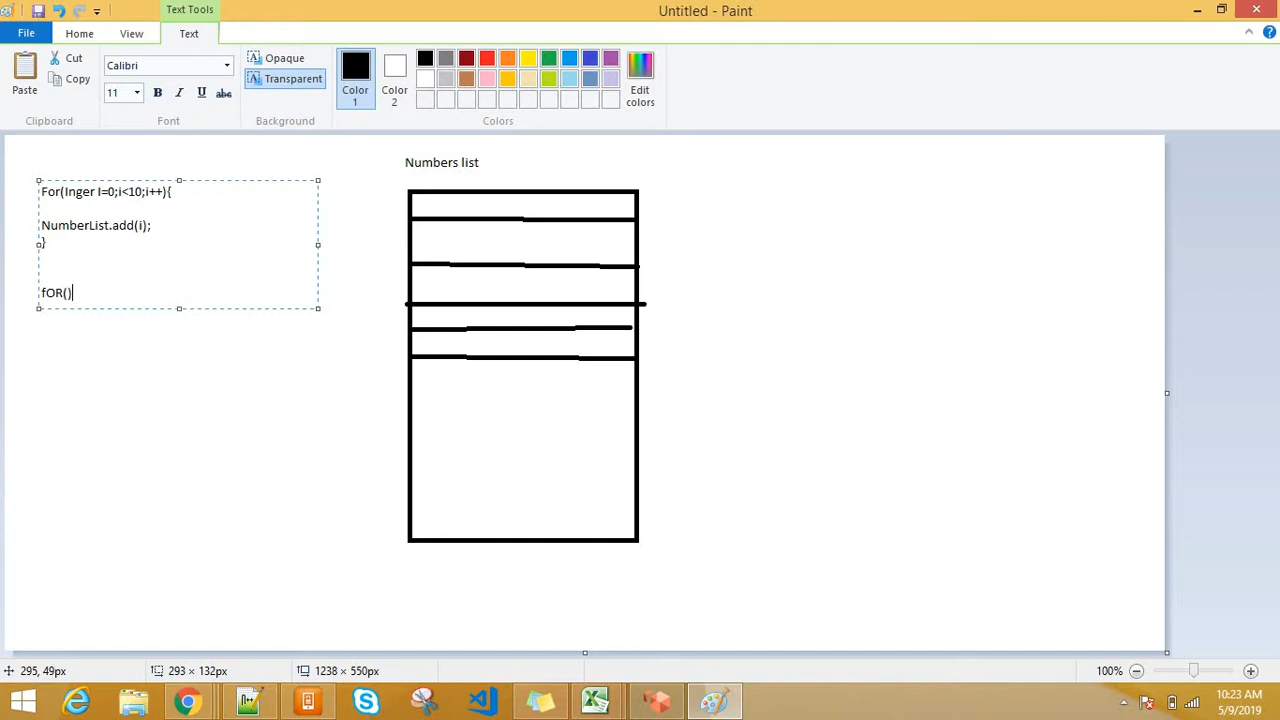 Text Tools
Untitled - Paint
File
Home
View
Text
Paste
Cut
Copy
Clipboard
Calibri
11
B
I
U
abc
Font
Opaque
Transparent
Background
Color 1
Color 2
Edit colors
Colors
Numbers list
For(Inger I=0;i<10;i++){
NumberList.add(i);
}
fOR()
295, 49px
293 × 132px
1238 × 550px
100%
10:23 AM
5/9/2019